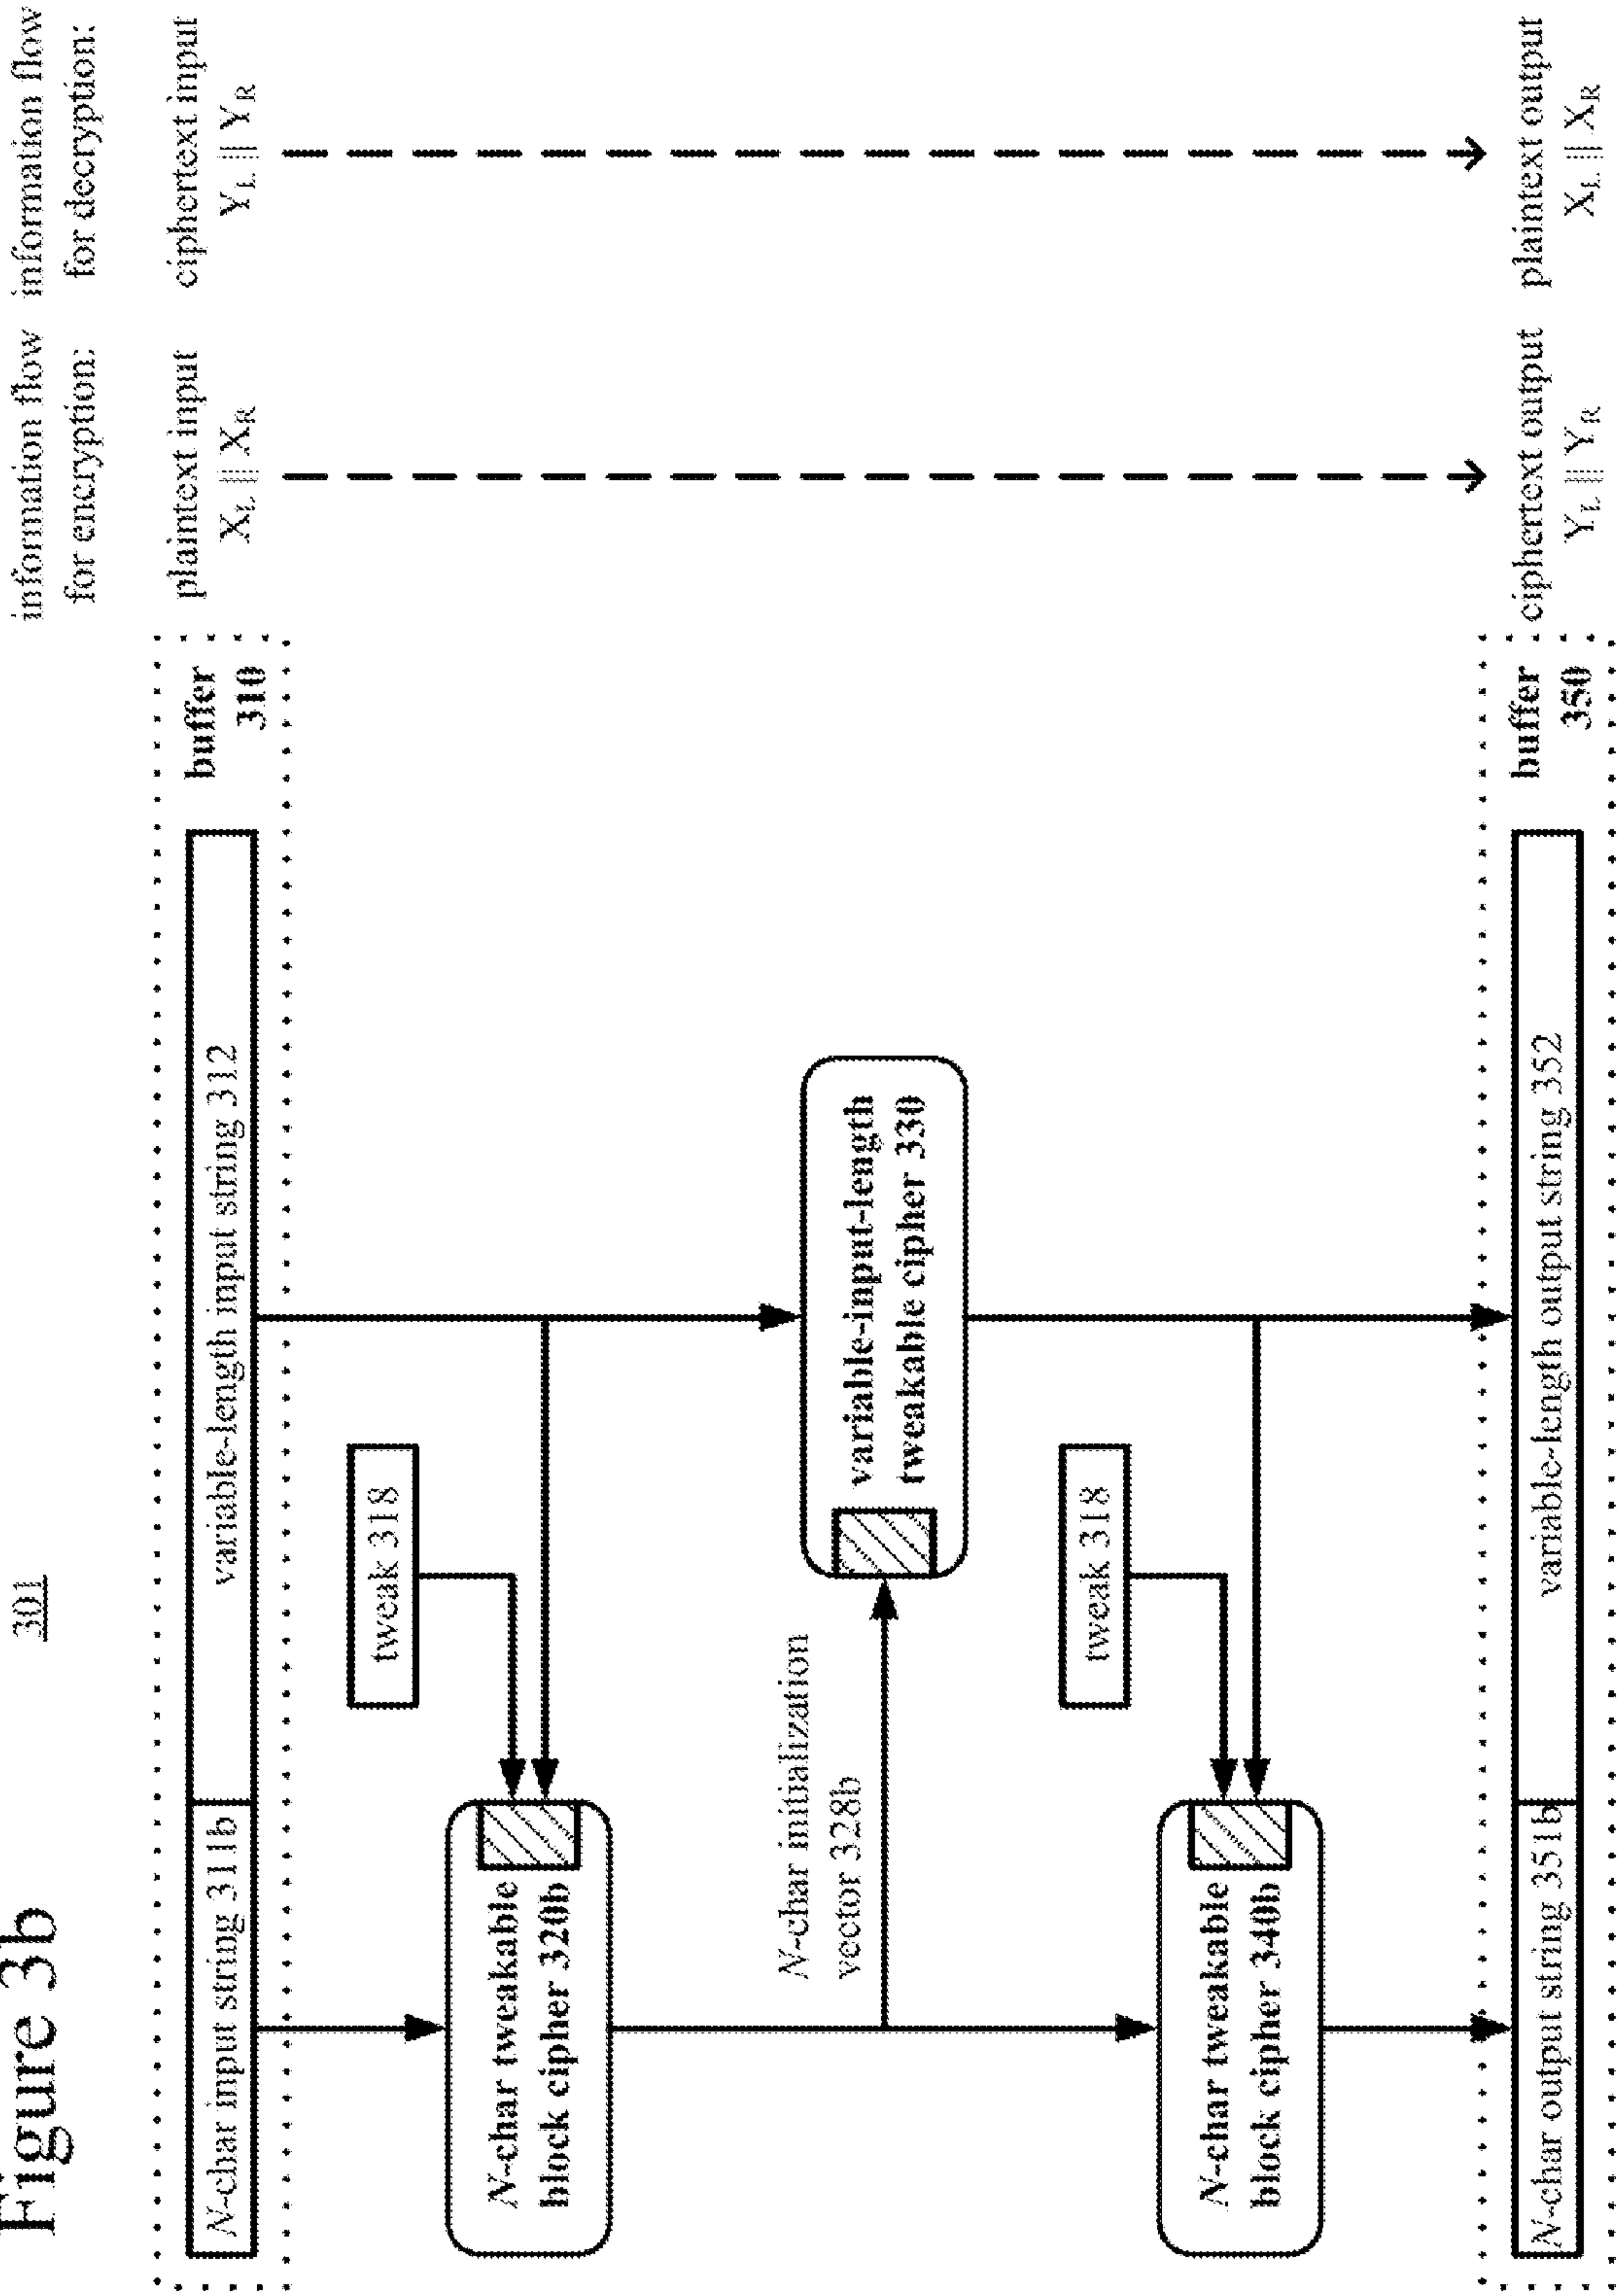 Figure 3b
301
information flow
for encryption:
information flow
for decryption:
N-char input string 311b
variable-length input string 312
buffer
310
plaintext input
X_L || X_R
ciphertext input
Y_L || Y_R
tweak 318
N-char tweakable
block cipher 320b
N-char initialization
vector 328b
variable-input-length
tweakable cipher 330
tweak 318
N-char tweakable
block cipher 340b
N-char output string 351b
variable-length output string 352
buffer
350
ciphertext output
Y_L || Y_R
plaintext output
X_L || X_R